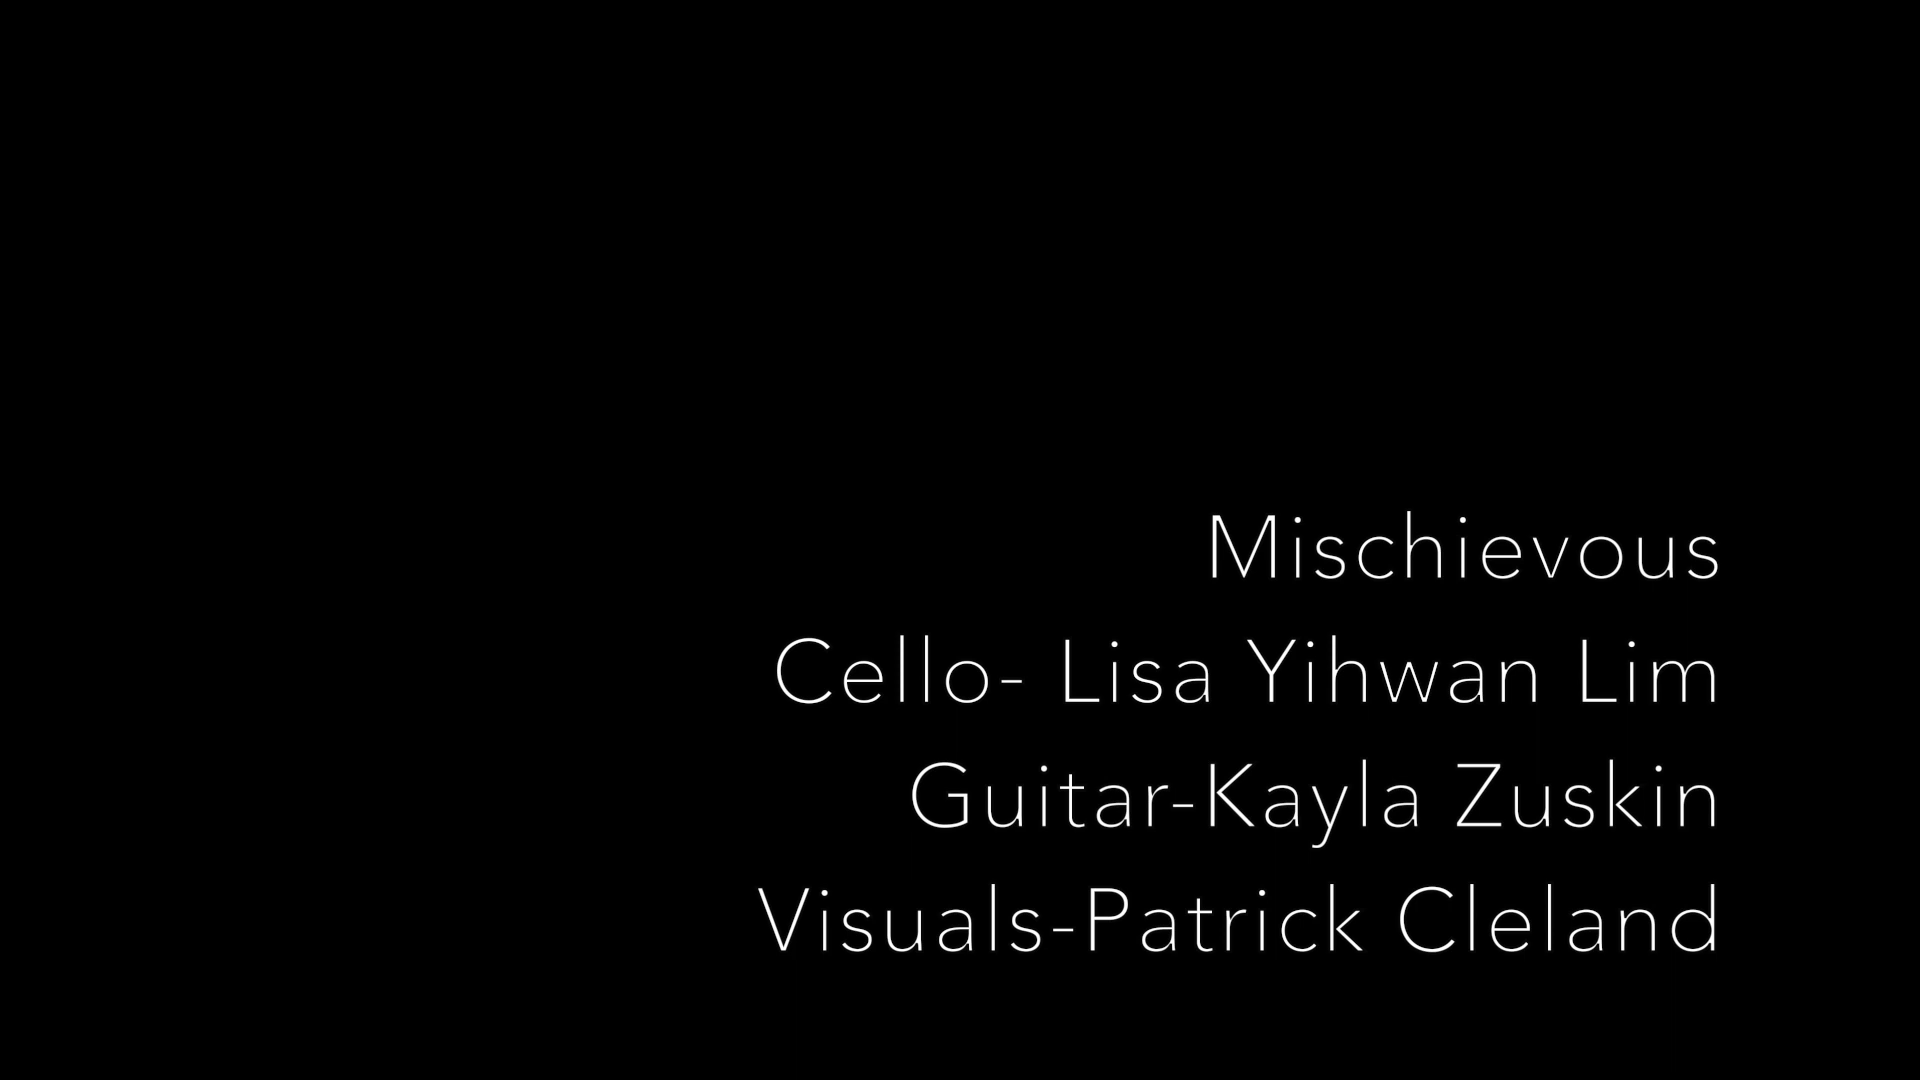 Mischievous
Cello- Lisa Yihwan Lim
Guitar-Kayla Zuskin
Visuals-Patrick Cleland